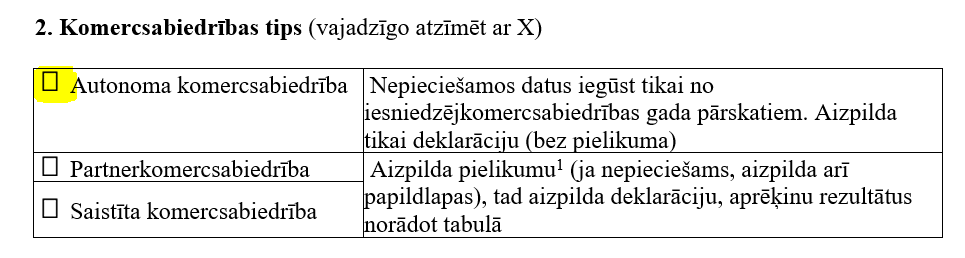 2. Komercsabiedrības tips (vajadzīgo atzīmēt ar X)
☐ Autonoma komercsabiedrība
Nepieciešamos datus iegūst tikai no
iesniedzējkomercsabiedrības gada pārskatiem. Aizpilda
tikai deklarāciju (bez pielikuma)
☐ Partnerkomercsabiedrība
☐ Saistīta komercsabiedrība
Aizpilda pielikumu¹ (ja nepieciešams, aizpilda arī
papildlapas), tad aizpilda deklarāciju, aprēķinu rezultātus
norādot tabulā